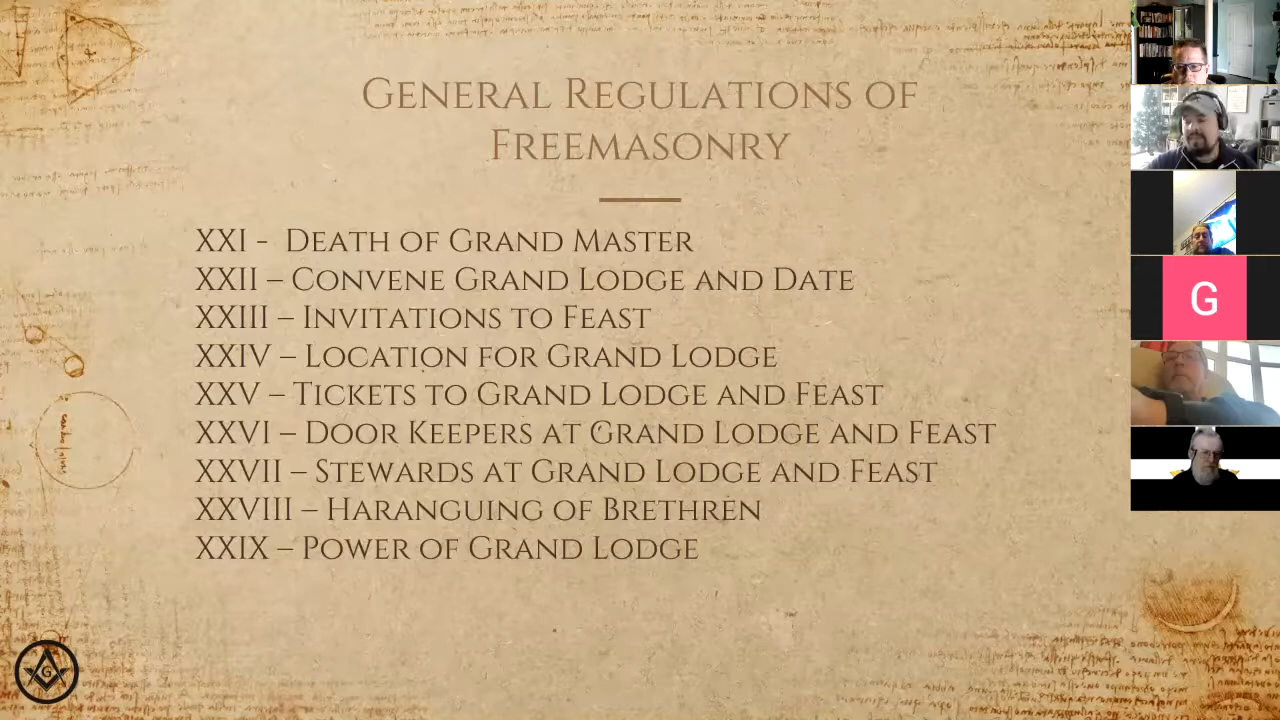 General Regulations of
Freemasonry
XXI - Death of Grand Master
XXII – Convene Grand Lodge and Date
XXIII – Invitations to Feast
XXIV – Location for Grand Lodge
XXV – Tickets to Grand Lodge and Feast
XXVI – Door Keepers at Grand Lodge and Feast
XXVII – Stewards at Grand Lodge and Feast
XXVIII – Haranguing of Brethren
XXIX – Power of Grand Lodge
G
G